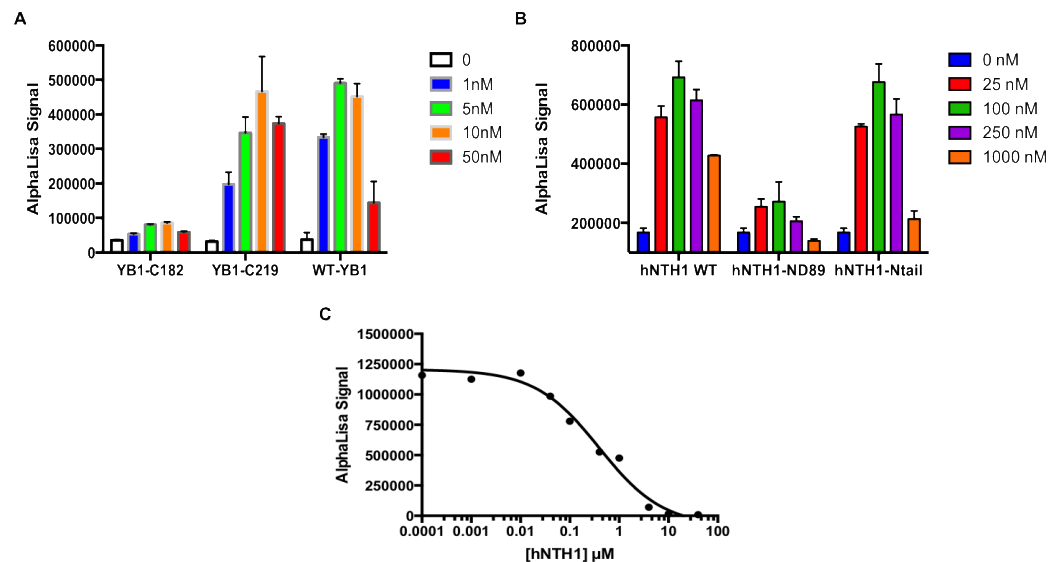 A
AlphaLisa Signal
600000
500000
400000
300000
200000
100000
0
YB1-C182
YB1-C219
WT-YB1
0
1nM
5nM
10nM
50nM
B
AlphaLisa Signal
800000
600000
400000
200000
hNTH1 WT
hNTH1-ND89
hNTH1-Ntail
0 nM
25 nM
100 nM
250 nM
1000 nM
C
AlphaLisa Signal
1500000
1250000
1000000
750000
500000
250000
0
0.0001
0.001
0.01
0.1
1
10
100
[hNTH1] µM